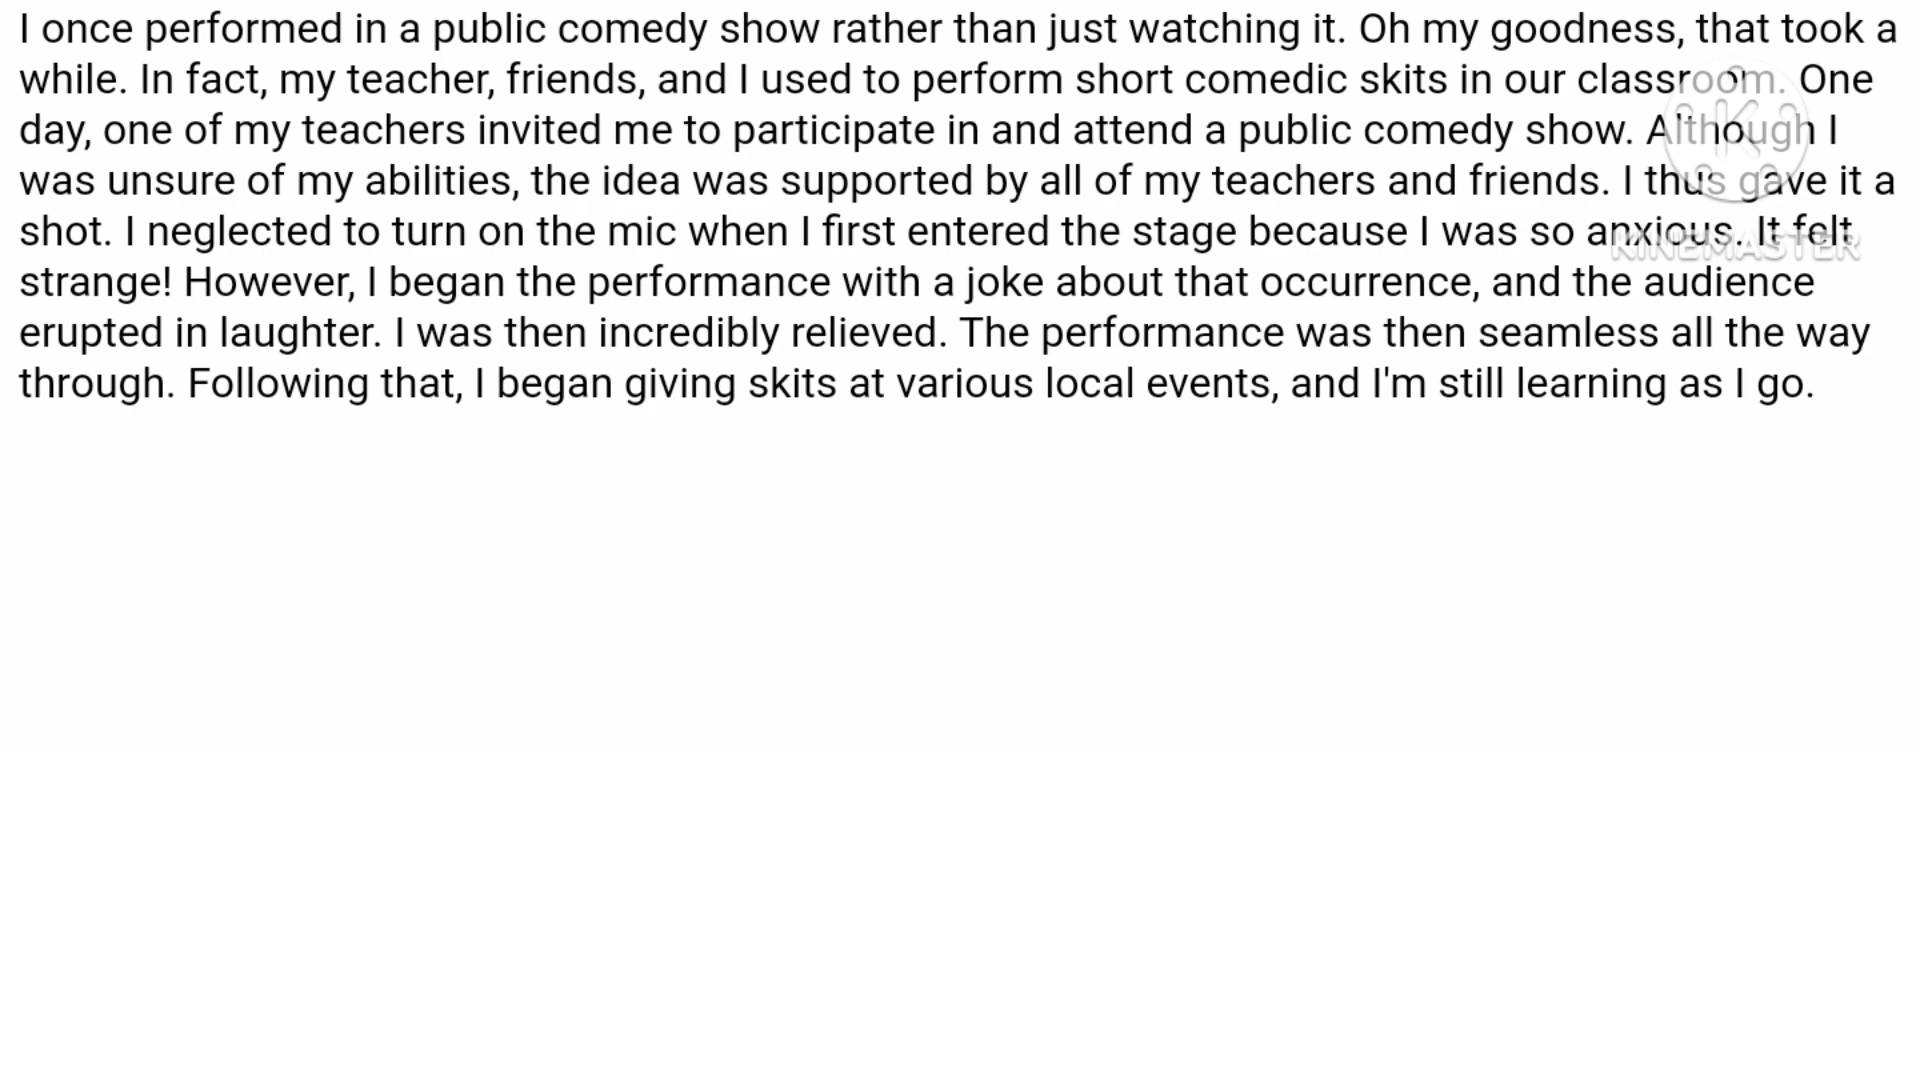 I once performed in a public comedy show rather than just watching it. Oh my goodness, that took a
while. In fact, my teacher, friends, and I used to perform short comedic skits in our classroom. One
day, one of my teachers invited me to participate in and attend a public comedy show. Although I
was unsure of my abilities, the idea was supported by all of my teachers and friends. I thus gave it a
shot. I neglected to turn on the mic when I first entered the stage because I was so anxious. It felt
KINEMASTER
strange! However, I began the performance with a joke about that occurrence, and the audience
erupted in laughter. I was then incredibly relieved. The performance was then seamless all the way
through. Following that, I began giving skits at various local events, and I'm still learning as I go.